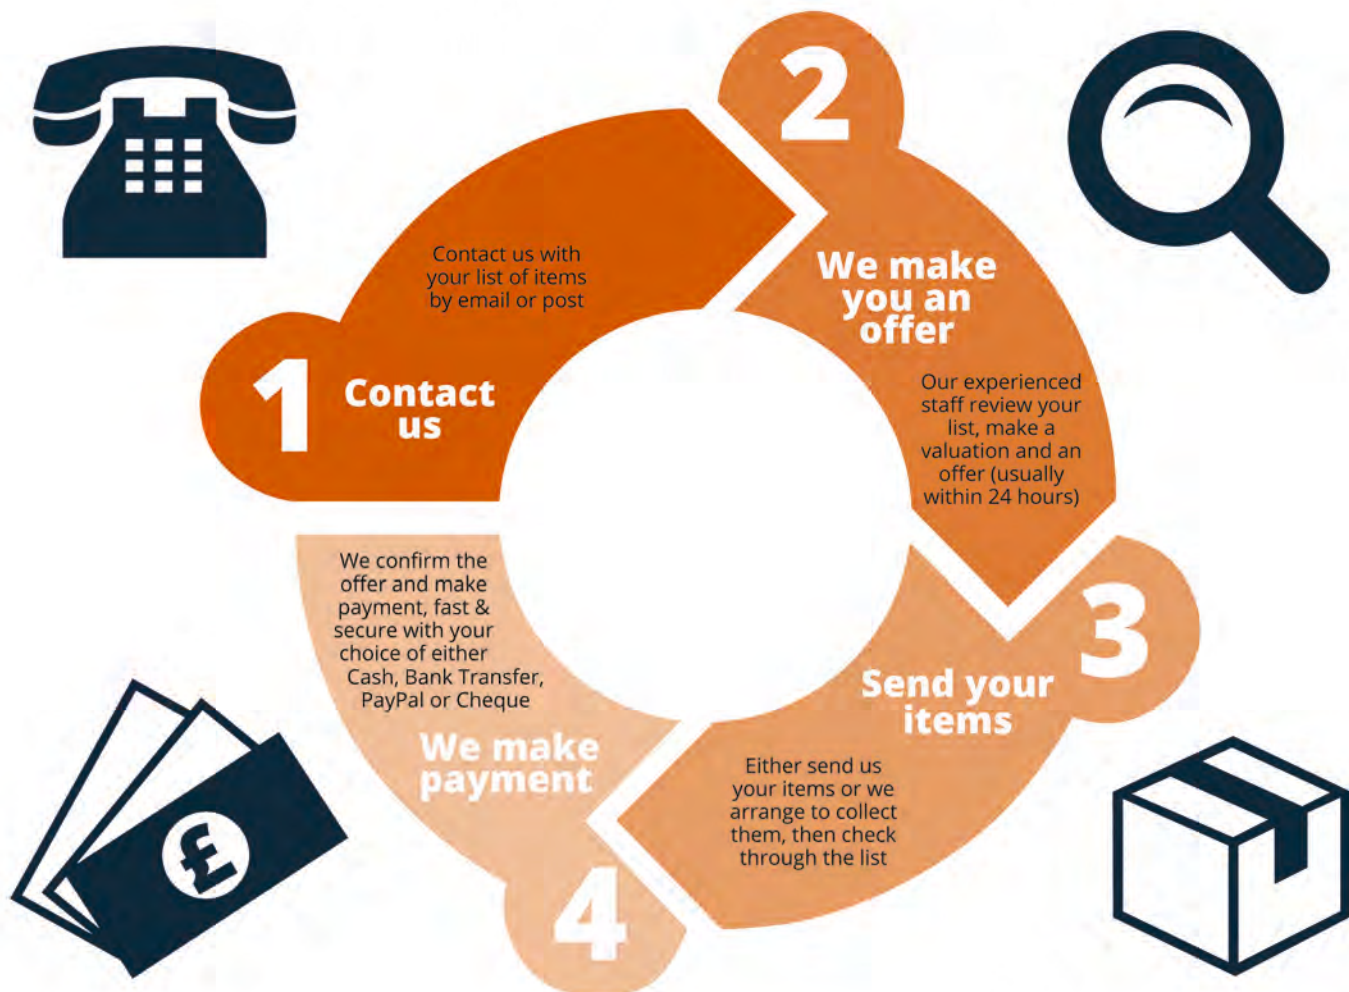 1
Contact
us
Contact us with
your list of items
by email or post
2
We make
you an
offer
Our experienced
staff review your
list, make a
valuation and an
offer (usually
within 24 hours)
3
Send your
items
Either send us
your items or we
arrange to collect
them, then check
through the list
4
We make
payment
We confirm the
offer and make
payment, fast &
secure with your
choice of either
Cash, Bank Transfer,
PayPal or Cheque
£